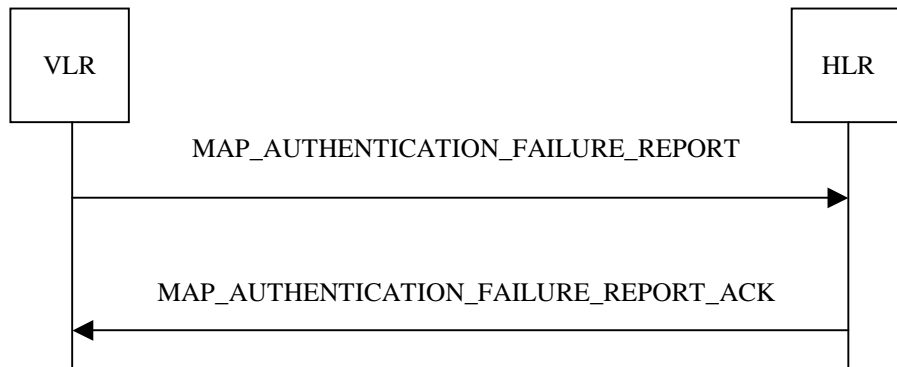 VLR
HLR
MAP_AUTHENTICATION_FAILURE_REPORT
MAP_AUTHENTICATION_FAILURE_REPORT_ACK